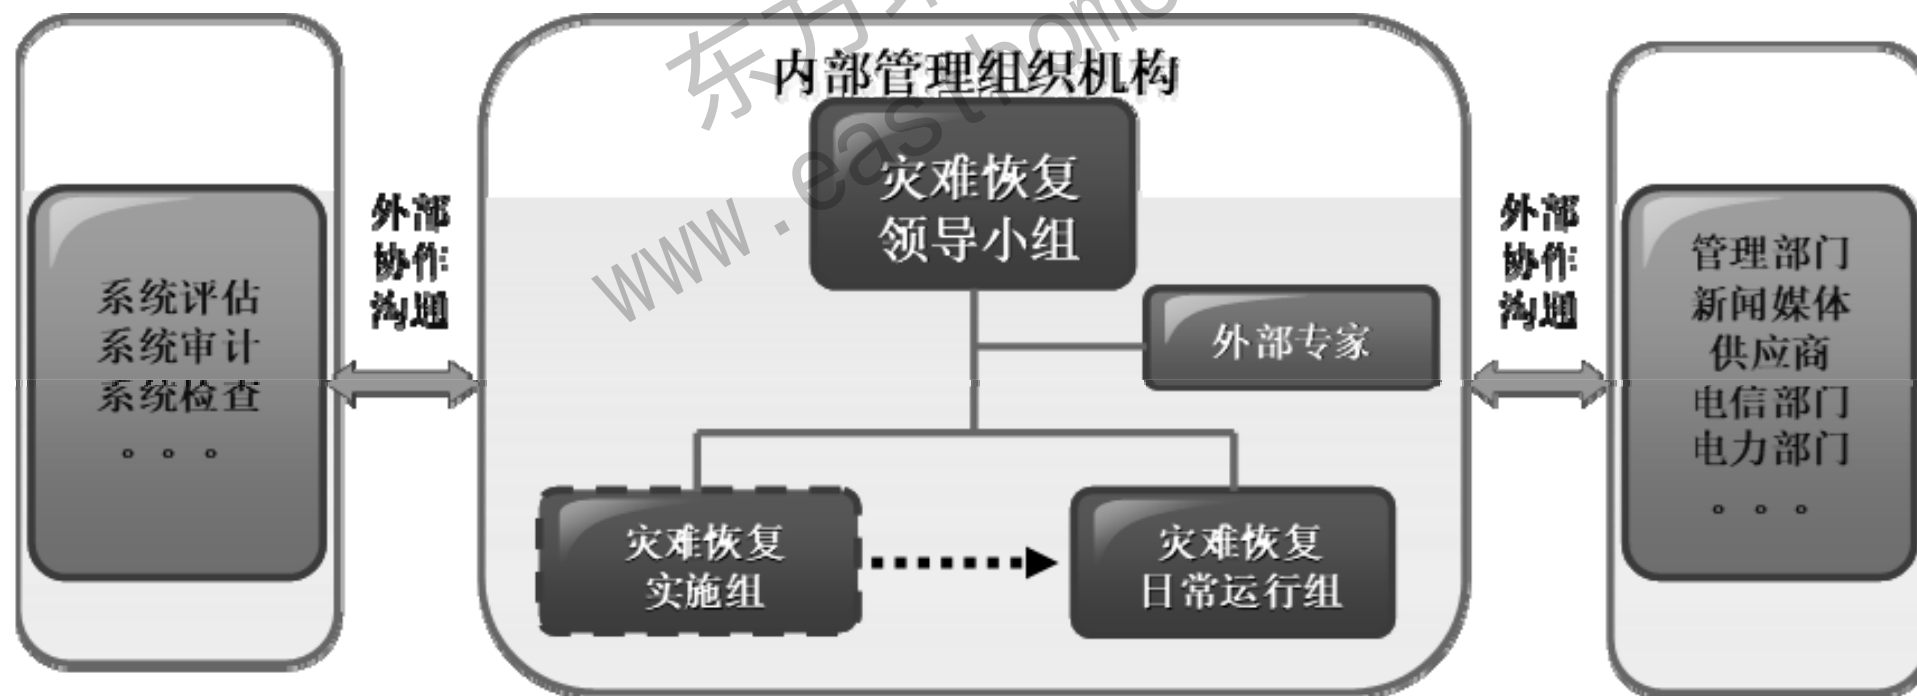 内部管理组织机构
系统评估
系统审计
系统检查
。。。
外部
协作
沟通
灾难恢复
领导小组
外部专家
灾难恢复
实施组
灾难恢复
日常运行组
外部
协作
沟通
管理部门
新闻媒体
供应商
电信部门
电力部门
。。。
东方
www.easthome